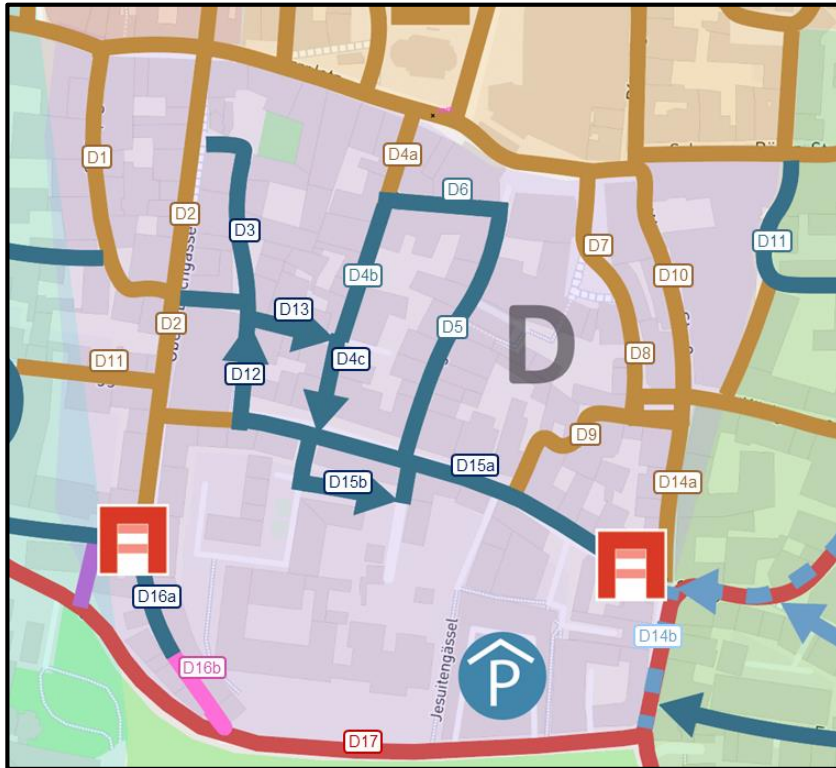 D1
D4a
D6
D2
D3
D7
D11
D4b
D10
D5
D2
D13
D
D8
D11
D12
D4c
D9
D15a
D15b
D14a
D16a
D14b
D16b
Jesuitengässel
P
D17